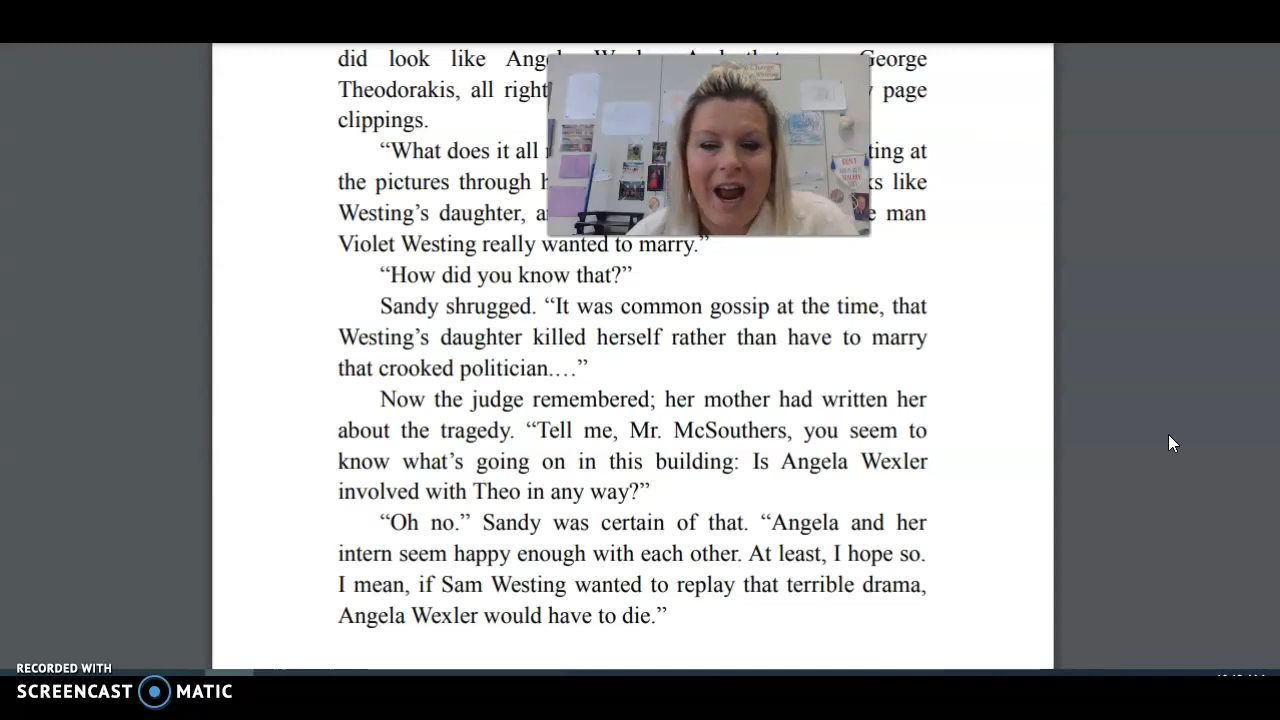 did look like George
Theodorakis, all right page
clippings.
“What does it all ting at
the pictures through ks like
Westing’s daughter, man
Violet Westing really wanted to marry.”
“How did you know that?”
Sandy shrugged. “It was common gossip at the time, that
Westing’s daughter killed herself rather than have to marry
that crooked politician.…”
Now the judge remembered; her mother had written her
about the tragedy. “Tell me, Mr. McSouthers, you seem to
know what’s going on in this building: Is Angela Wexler
involved with Theo in any way?”
“Oh no.” Sandy was certain of that. “Angela and her
intern seem happy enough with each other. At least, I hope so.
I mean, if Sam Westing wanted to replay that terrible drama,
Angela Wexler would have to die.”
RECORDED WITH
SCREENCAST MATIC